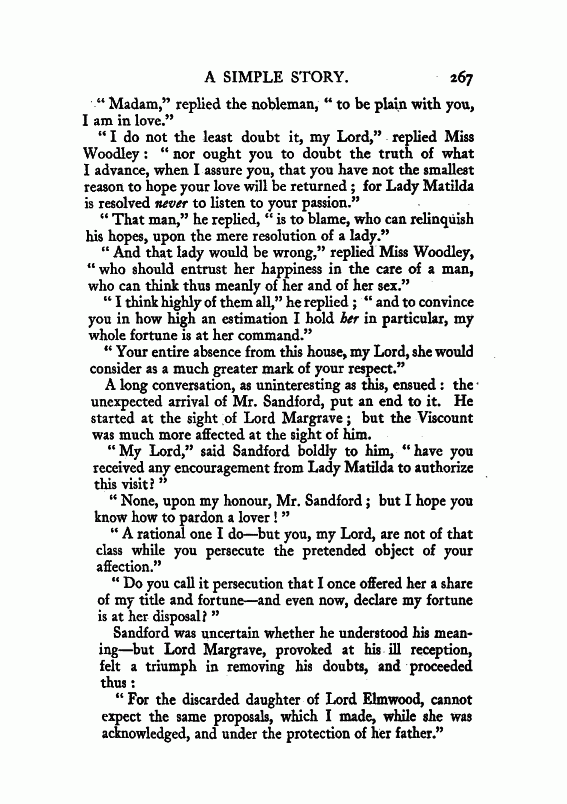 A SIMPLE STORY. 267
“ Madam,” replied the nobleman, “ to be plain with you,
I am in love.”
“ I do not the least doubt it, my Lord,” replied Miss
Woodley : “ nor ought you to doubt the truth of what
I advance, when I assure you, that you have not the smallest
reason to hope your love will be returned ; for Lady Matilda
is resolved never to listen to your passion.”
“ That man,” he replied, “ is to blame, who can relinquish
his hopes, upon the mere resolution of a lady.”
“ And that lady would be wrong,” replied Miss Woodley,
“ who should entrust her happiness in the care of a man,
who can think thus meanly of her and of her sex.”
“ I think highly of them all,” he replied ; “ and to convince
you in how high an estimation I hold her in particular, my
whole fortune is at her command.”
“ Your entire absence from this house, my Lord, she would
consider as a much greater mark of your respect.”
A long conversation, as uninteresting as this, ensued : the
unexpected arrival of Mr. Sandford, put an end to it. He
started at the sight of Lord Margrave ; but the Viscount
was much more affected at the sight of him.
“ My Lord,” said Sandford boldly to him, “ have you
received any encouragement from Lady Matilda to authorize
this visit? ”
“ None, upon my honour, Mr. Sandford ; but I hope you
know how to pardon a lover ! ”
“ A rational one I do—but you, my Lord, are not of that
class while you persecute the pretended object of your
affection.”
“ Do you call it persecution that I once offered her a share
of my title and fortune—and even now, declare my fortune
is at her disposal? ”
Sandford was uncertain whether he understood his mean-
ing—but Lord Margrave, provoked at his ill reception,
felt a triumph in removing his doubts, and proceeded
thus :
“ For the discarded daughter of Lord Elmwood, cannot
expect the same proposals, which I made, while she was
acknowledged, and under the protection of her father.”